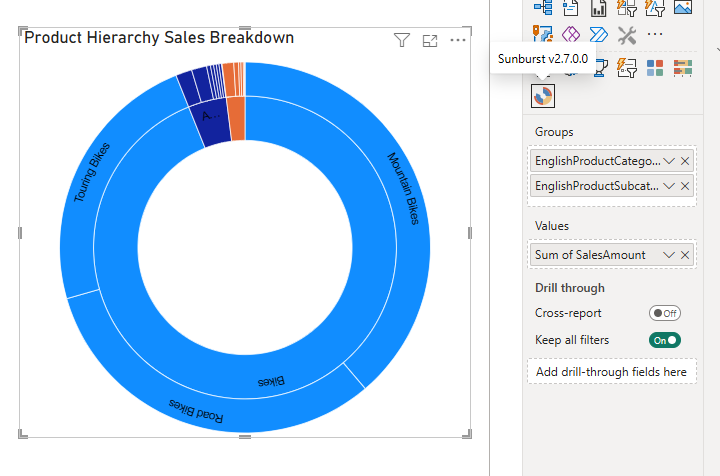 Product Hierarchy Sales Breakdown
Sunburst v2.7.0.0
A...
Touring Bikes
Mountain Bikes
Bikes
Road Bikes
Groups
EnglishProductCatego...
EnglishProductSubcat...
Values
Sum of SalesAmount
Drill through
Cross-report
Off
Keep all filters
On
Add drill-through fields here